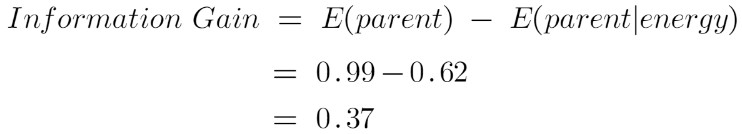 Information Gain = E(parent) − E(parent|energy)
= 0.99 − 0.62
= 0.37